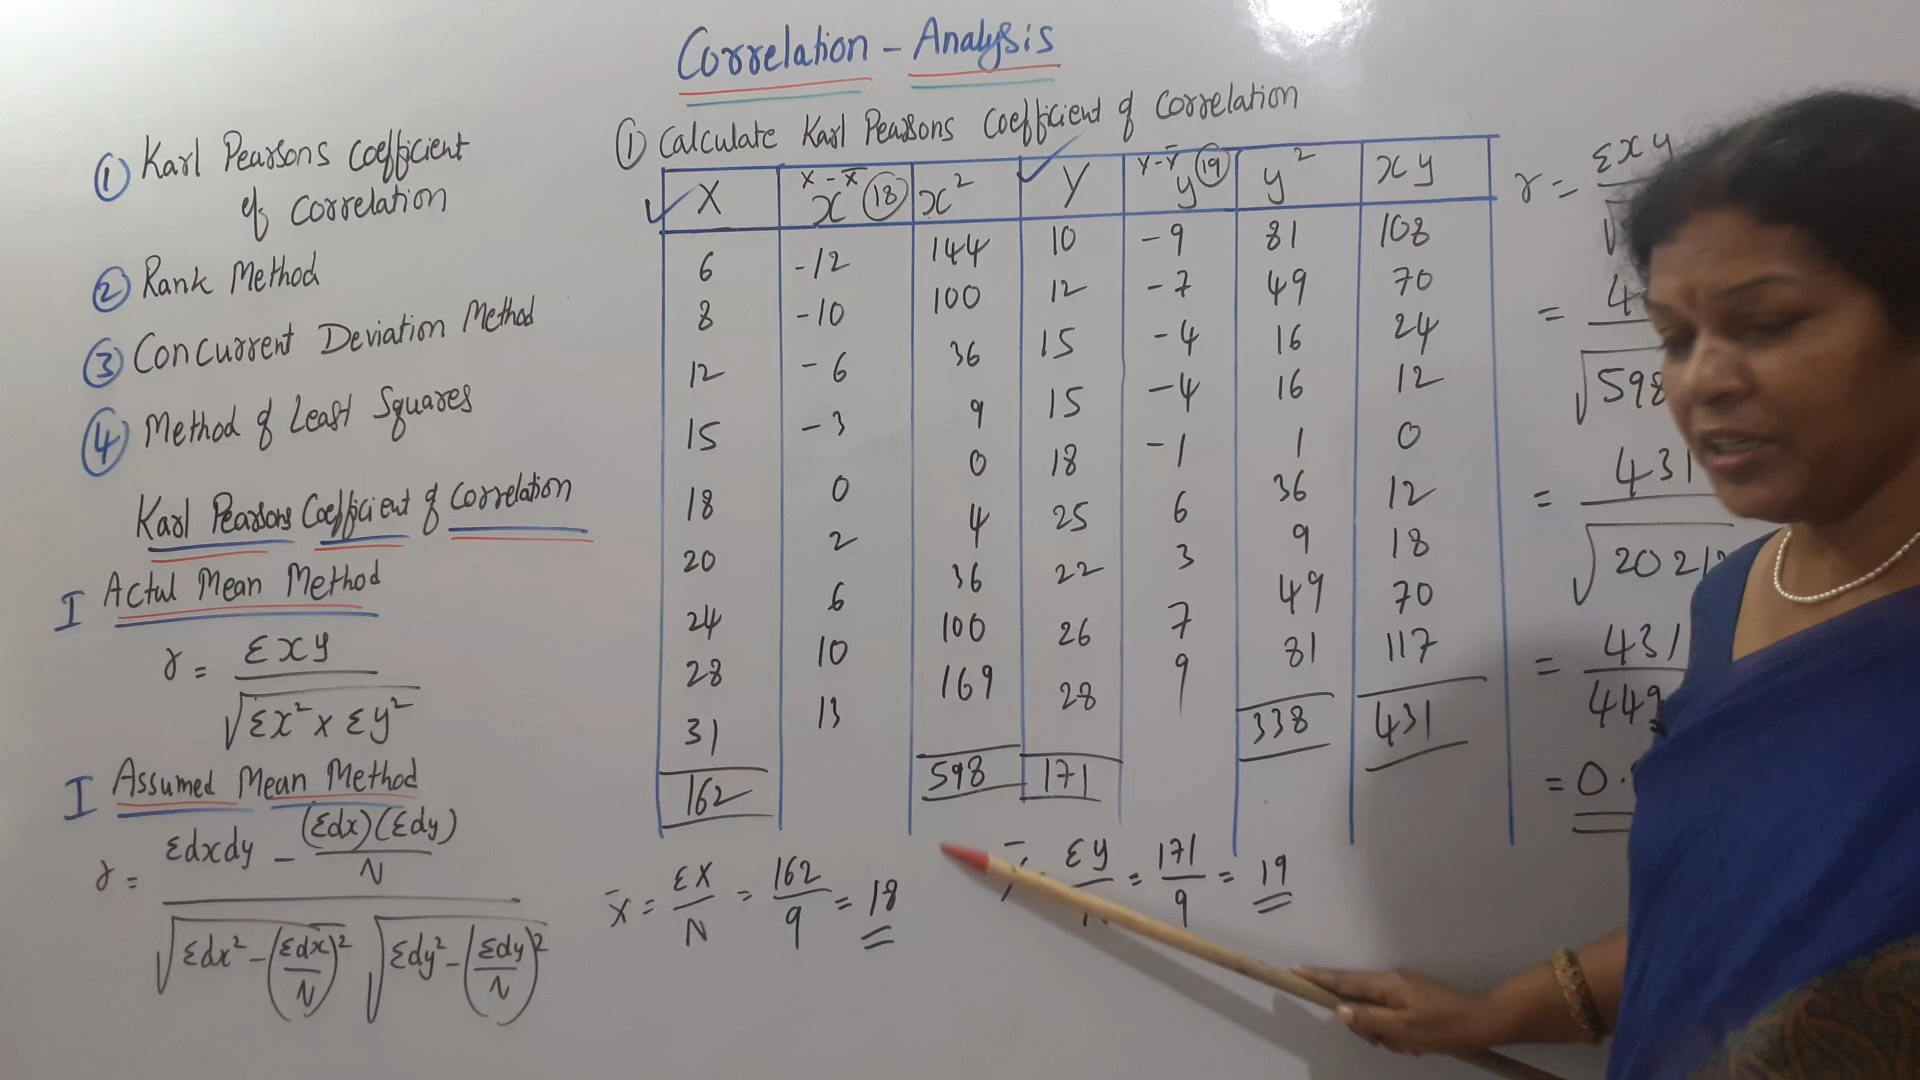 Correlation - Analysis
① Karl Pearsons Coefficient
of Correlation
② Rank Method
③ Concurrent Deviation Method
④ Method of Least Squares
Karl Pearsons Coefficient of Correlation
I Actul Mean Method
r = Σxy
√Σx² x Σy²
I Assumed Mean Method
r = Σdxdy - (Σdx)(Σdy)
N
√Σdx² - (Σdx/N)² √Σdy² - (Σdy/N)²
① Calculate Karl Pearsons Coefficient of Correlation
X | X - X̄ x ⑱ | x² | Y | Y - Ȳ y ⑲ | y² | xy
6 | -12 | 144 | 10 | -9 | 81 | 108
8 | -10 | 100 | 12 | -7 | 49 | 70
12 | -6 | 36 | 15 | -4 | 16 | 24
15 | -3 | 9 | 15 | -4 | 16 | 12
18 | 0 | 0 | 18 | -1 | 1 | 0
20 | 2 | 4 | 25 | 6 | 36 | 12
24 | 6 | 36 | 22 | 3 | 9 | 18
28 | 10 | 100 | 26 | 7 | 49 | 70
31 | 13 | 169 | 28 | 9 | 81 | 117
162 | 598 | 171 | 338 | 431
X̄ = ΣX/N = 162/9 = 18
ΣY = 171/9 = 19
r = Σxy
√
=
√598
= 431
√
= 431
449
= 0.